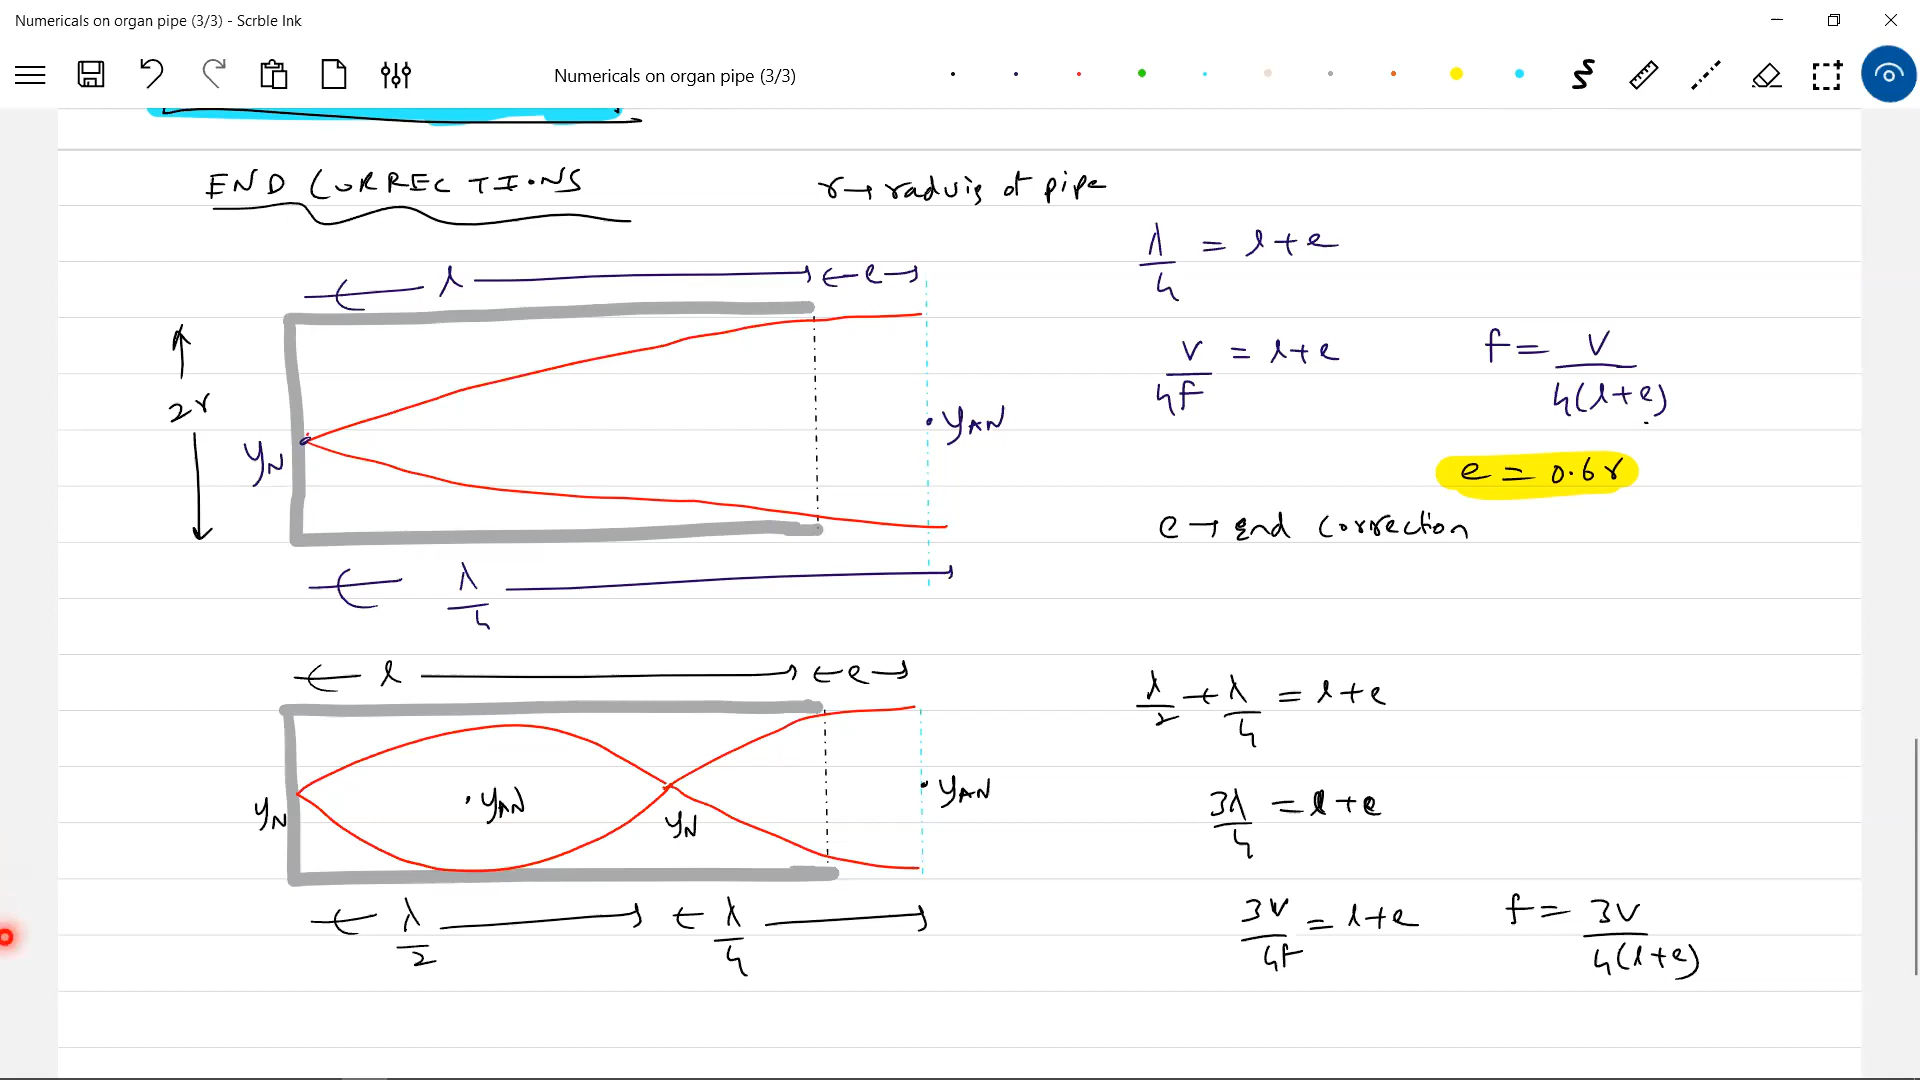 Numericals on organ pipe (3/3) - Scrble Ink
Numericals on organ pipe (3/3)
END CORRECTIONS
r → raduis of pipe
l e
λ/4 = l+e
2r
v/4f = l+e f = v/4(l+e)
yN yAN
e = 0.6r
e → end correction
λ/4
l e
λ/2 + λ/4 = l+e
yN yAN yN yAN
3λ/4 = l+e
λ/2 λ/4
3v/4f = l+e f = 3v/4(l+e)